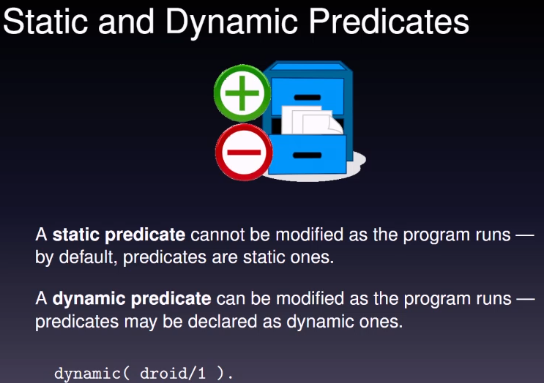 Static and Dynamic Predicates
A static predicate cannot be modified as the program runs —
by default, predicates are static ones.
A dynamic predicate can be modified as the program runs —
predicates may be declared as dynamic ones.
dynamic( droid/1 ).